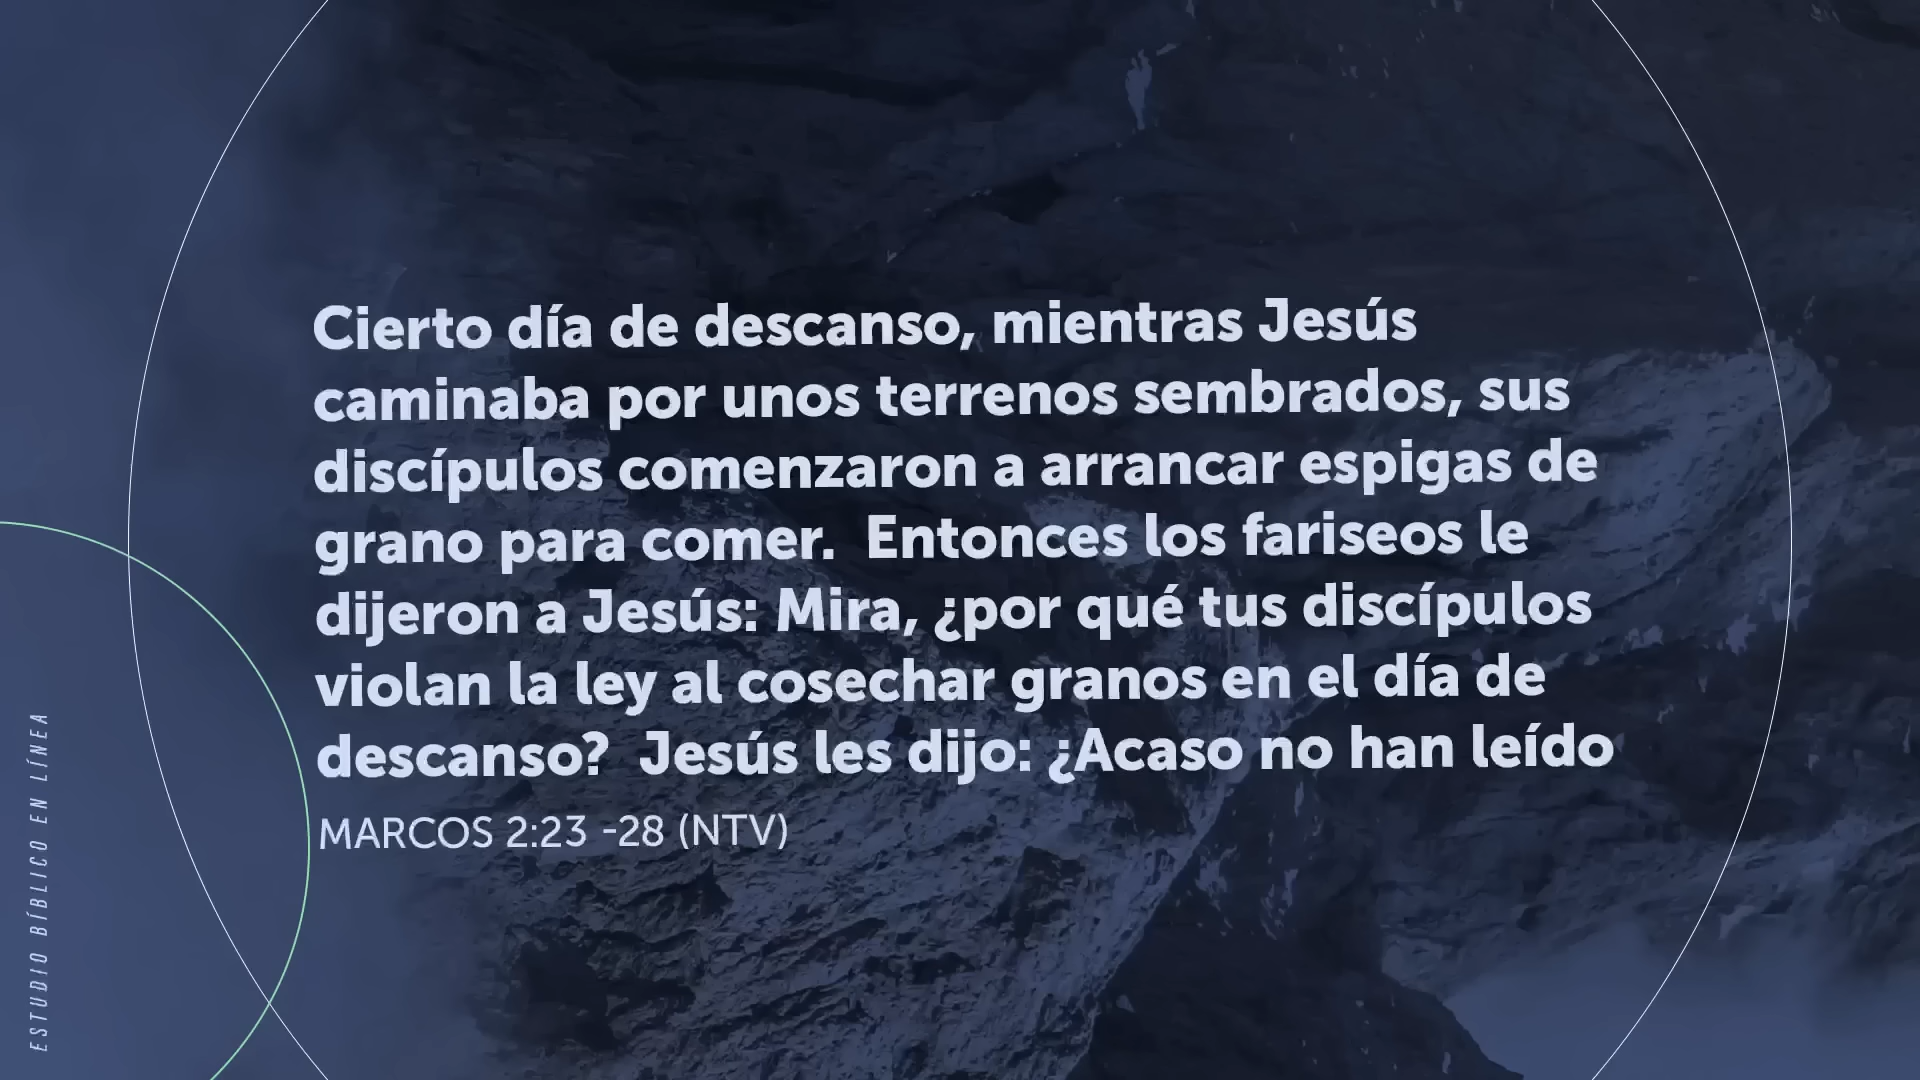 Cierto día de descanso, mientras Jesús
caminaba por unos terrenos sembrados, sus
discípulos comenzaron a arrancar espigas de
grano para comer.  Entonces los fariseos le
dijeron a Jesús: Mira, ¿por qué tus discípulos
violan la ley al cosechar granos en el día de
descanso?  Jesús les dijo: ¿Acaso no han leído
MARCOS 2:23 -28 (NTV)
ESTUDIO BÍBLICO EN LÍNEA